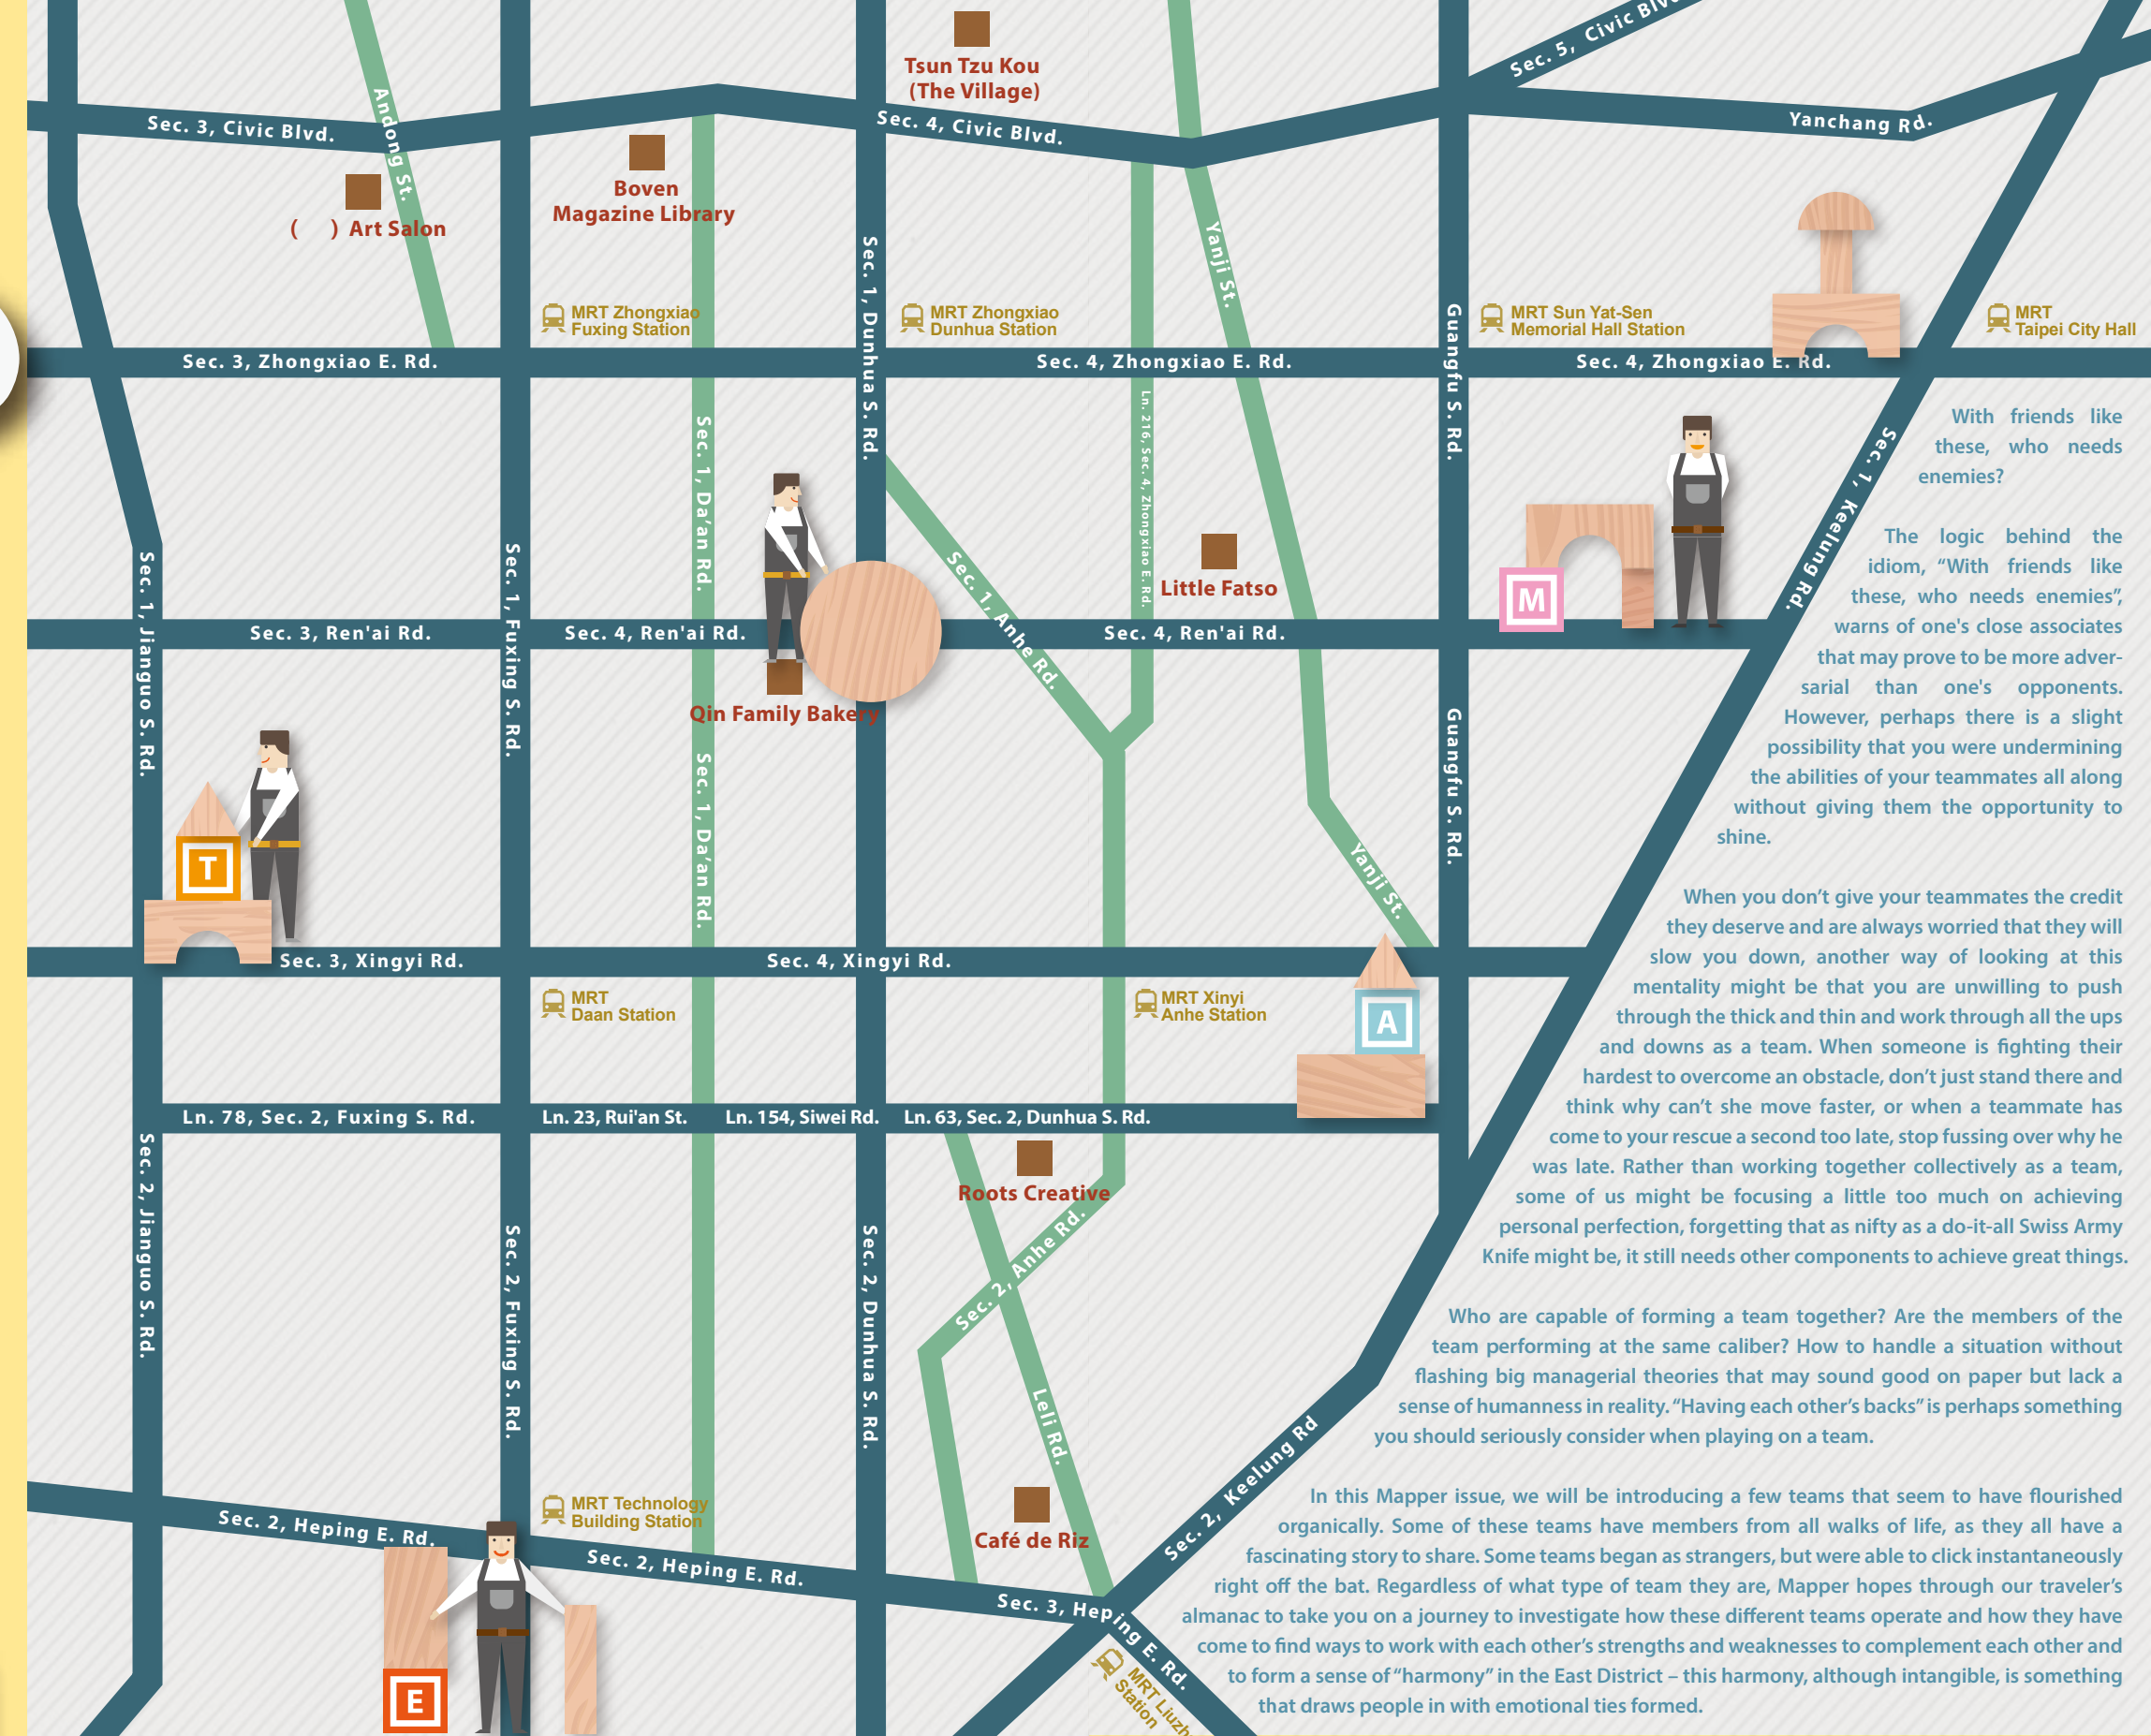 Tsun Tzu Kou
(The Village)
Sec. 5, Civic Blvd.
Andong St.
Sec. 3, Civic Blvd.
Sec. 4, Civic Blvd.
Yanchang Rd.
Boven
Magazine Library
( ) Art Salon
Yanji St.
Sec. 1, Dunhua S. Rd.
Guangfu S. Rd.
MRT Zhongxiao
Fuxing Station
MRT Zhongxiao
Dunhua Station
MRT Sun Yat-Sen
Memorial Hall Station
MRT
Taipei City Hall
Sec. 3, Zhongxiao E. Rd.
Sec. 4, Zhongxiao E. Rd.
Sec. 4, Zhongxiao E. Rd.
Ln. 216, Sec. 4, Zhongxiao E. Rd.
Sec. 1, Da'an Rd.
Sec. 1, Keelung Rd.
Sec. 1, Jianguo S. Rd.
Sec. 1, Fuxing S. Rd.
Sec. 1, Anhe Rd.
Little Fatso
M
Sec. 3, Ren'ai Rd.
Sec. 4, Ren'ai Rd.
Sec. 4, Ren'ai Rd.
Qin Family Bakery
Sec. 1, Da'an Rd.
Guangfu S. Rd.
Yanji St.
T
Sec. 3, Xingyi Rd.
Sec. 4, Xingyi Rd.
MRT
Daan Station
MRT Xinyi
Anhe Station
A
Ln. 78, Sec. 2, Fuxing S. Rd.
Ln. 23, Rui'an St.
Ln. 154, Siwei Rd.
Ln. 63, Sec. 2, Dunhua S. Rd.
Sec. 2, Jianguo S. Rd.
Sec. 2, Fuxing S. Rd.
Sec. 2, Dunhua S. Rd.
Roots Creative
Sec. 2, Anhe Rd.
Leli Rd.
Café de Riz
MRT Technology
Building Station
Sec. 2, Heping E. Rd.
Sec. 2, Heping E. Rd.
Sec. 3, Heping E. Rd.
Sec. 2, Keelung Rd
E
MRT
Station
With friends like
these, who needs
enemies?
The logic behind the
idiom, “With friends like
these, who needs enemies”,
warns of one's close associates
that may prove to be more adver-
sarial than one's opponents.
However, perhaps there is a slight
possibility that you were undermining
the abilities of your teammates all along
without giving them the opportunity to
shine.
When you don’t give your teammates the credit
they deserve and are always worried that they will
slow you down, another way of looking at this
mentality might be that you are unwilling to push
through the thick and thin and work through all the ups
and downs as a team. When someone is fighting their
hardest to overcome an obstacle, don’t just stand there and
think why can’t she move faster, or when a teammate has
come to your rescue a second too late, stop fussing over why he
was late. Rather than working together collectively as a team,
some of us might be focusing a little too much on achieving
personal perfection, forgetting that as nifty as a do-it-all Swiss Army
Knife might be, it still needs other components to achieve great things.
Who are capable of forming a team together? Are the members of the
team performing at the same caliber? How to handle a situation without
flashing big managerial theories that may sound good on paper but lack a
sense of humanness in reality. “Having each other’s backs” is perhaps something
you should seriously consider when playing on a team.
In this Mapper issue, we will be introducing a few teams that seem to have flourished
organically. Some of these teams have members from all walks of life, as they all have a
fascinating story to share. Some teams began as strangers, but were able to click instantaneously
right off the bat. Regardless of what type of team they are, Mapper hopes through our traveler’s
almanac to take you on a journey to investigate how these different teams operate and how they have
come to find ways to work with each other’s strengths and weaknesses to complement each other and
to form a sense of “harmony” in the East District – this harmony, although intangible, is something
that draws people in with emotional ties formed.